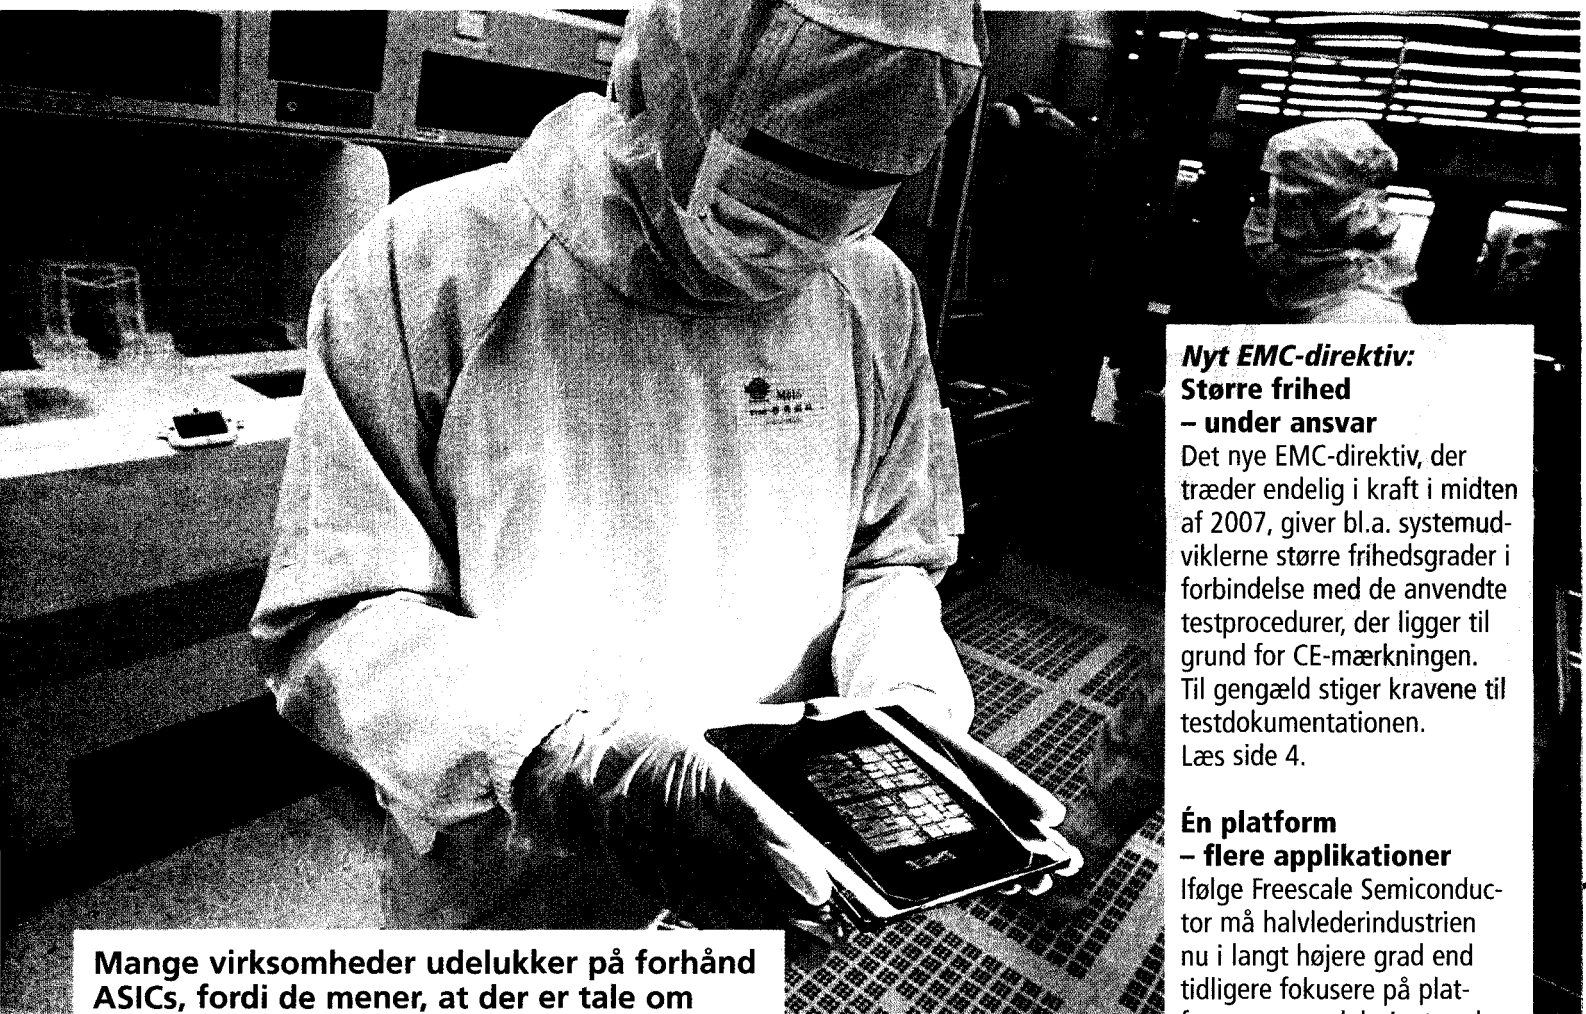 Nyt EMC-direktiv:
Større frihed
– under ansvar
Det nye EMC-direktiv, der
træder endelig i kraft i midten
af 2007, giver bl.a. systemud-
viklerne større frihedsgrader i
forbindelse med de anvendte
testprocedurer, der ligger til
grund for CE-mærkningen.
Til gengæld stiger kravene til
testdokumentationen.
Læs side 4.
Én platform
– flere applikationer
Ifølge Freescale Semiconduc-
tor må halvlederindustrien
nu i langt højere grad end
tidligere fokusere på plat-
Mange virksomheder udelukker på forhånd
ASICs, fordi de mener, at der er tale om